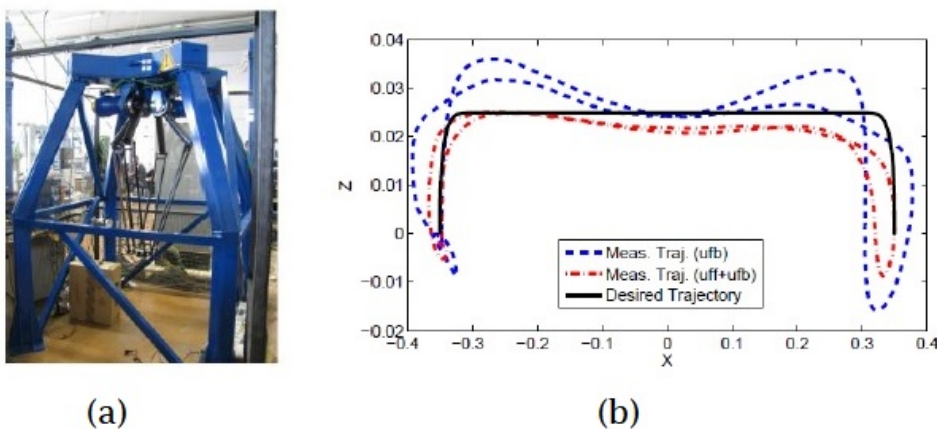 0.04
0.03
0.02
0.01
0
−0.01
−0.02
Z
Meas. Traj. (ufb)
Meas. Traj. (uff+ufb)
Desired Trajectory
−0.4 −0.3 −0.2 −0.1 0 0.1 0.2 0.3 0.4
X
(a) (b)